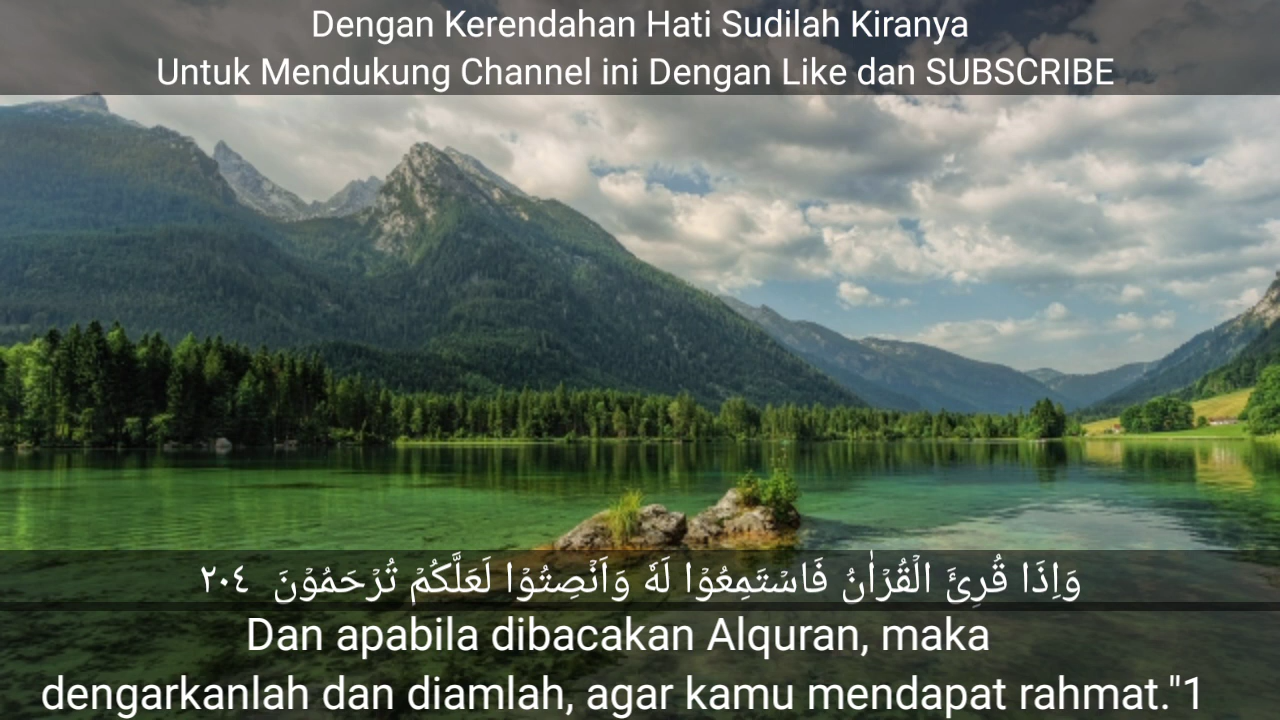 Dengan Kerendahan Hati Sudilah Kiranya
Untuk Mendukung Channel ini Dengan Like dan SUBSCRIBE
وَاِذَا قُرِئَ الْقُرْاٰنُ فَاسْتَمِعُوْا لَهٗ وَاَنْصِتُوْا لَعَلَّكُمْ تُرْحَمُوْنَ ٢٠٤
Dan apabila dibacakan Alquran, maka
dengarkanlah dan diamlah, agar kamu mendapat rahmat."1